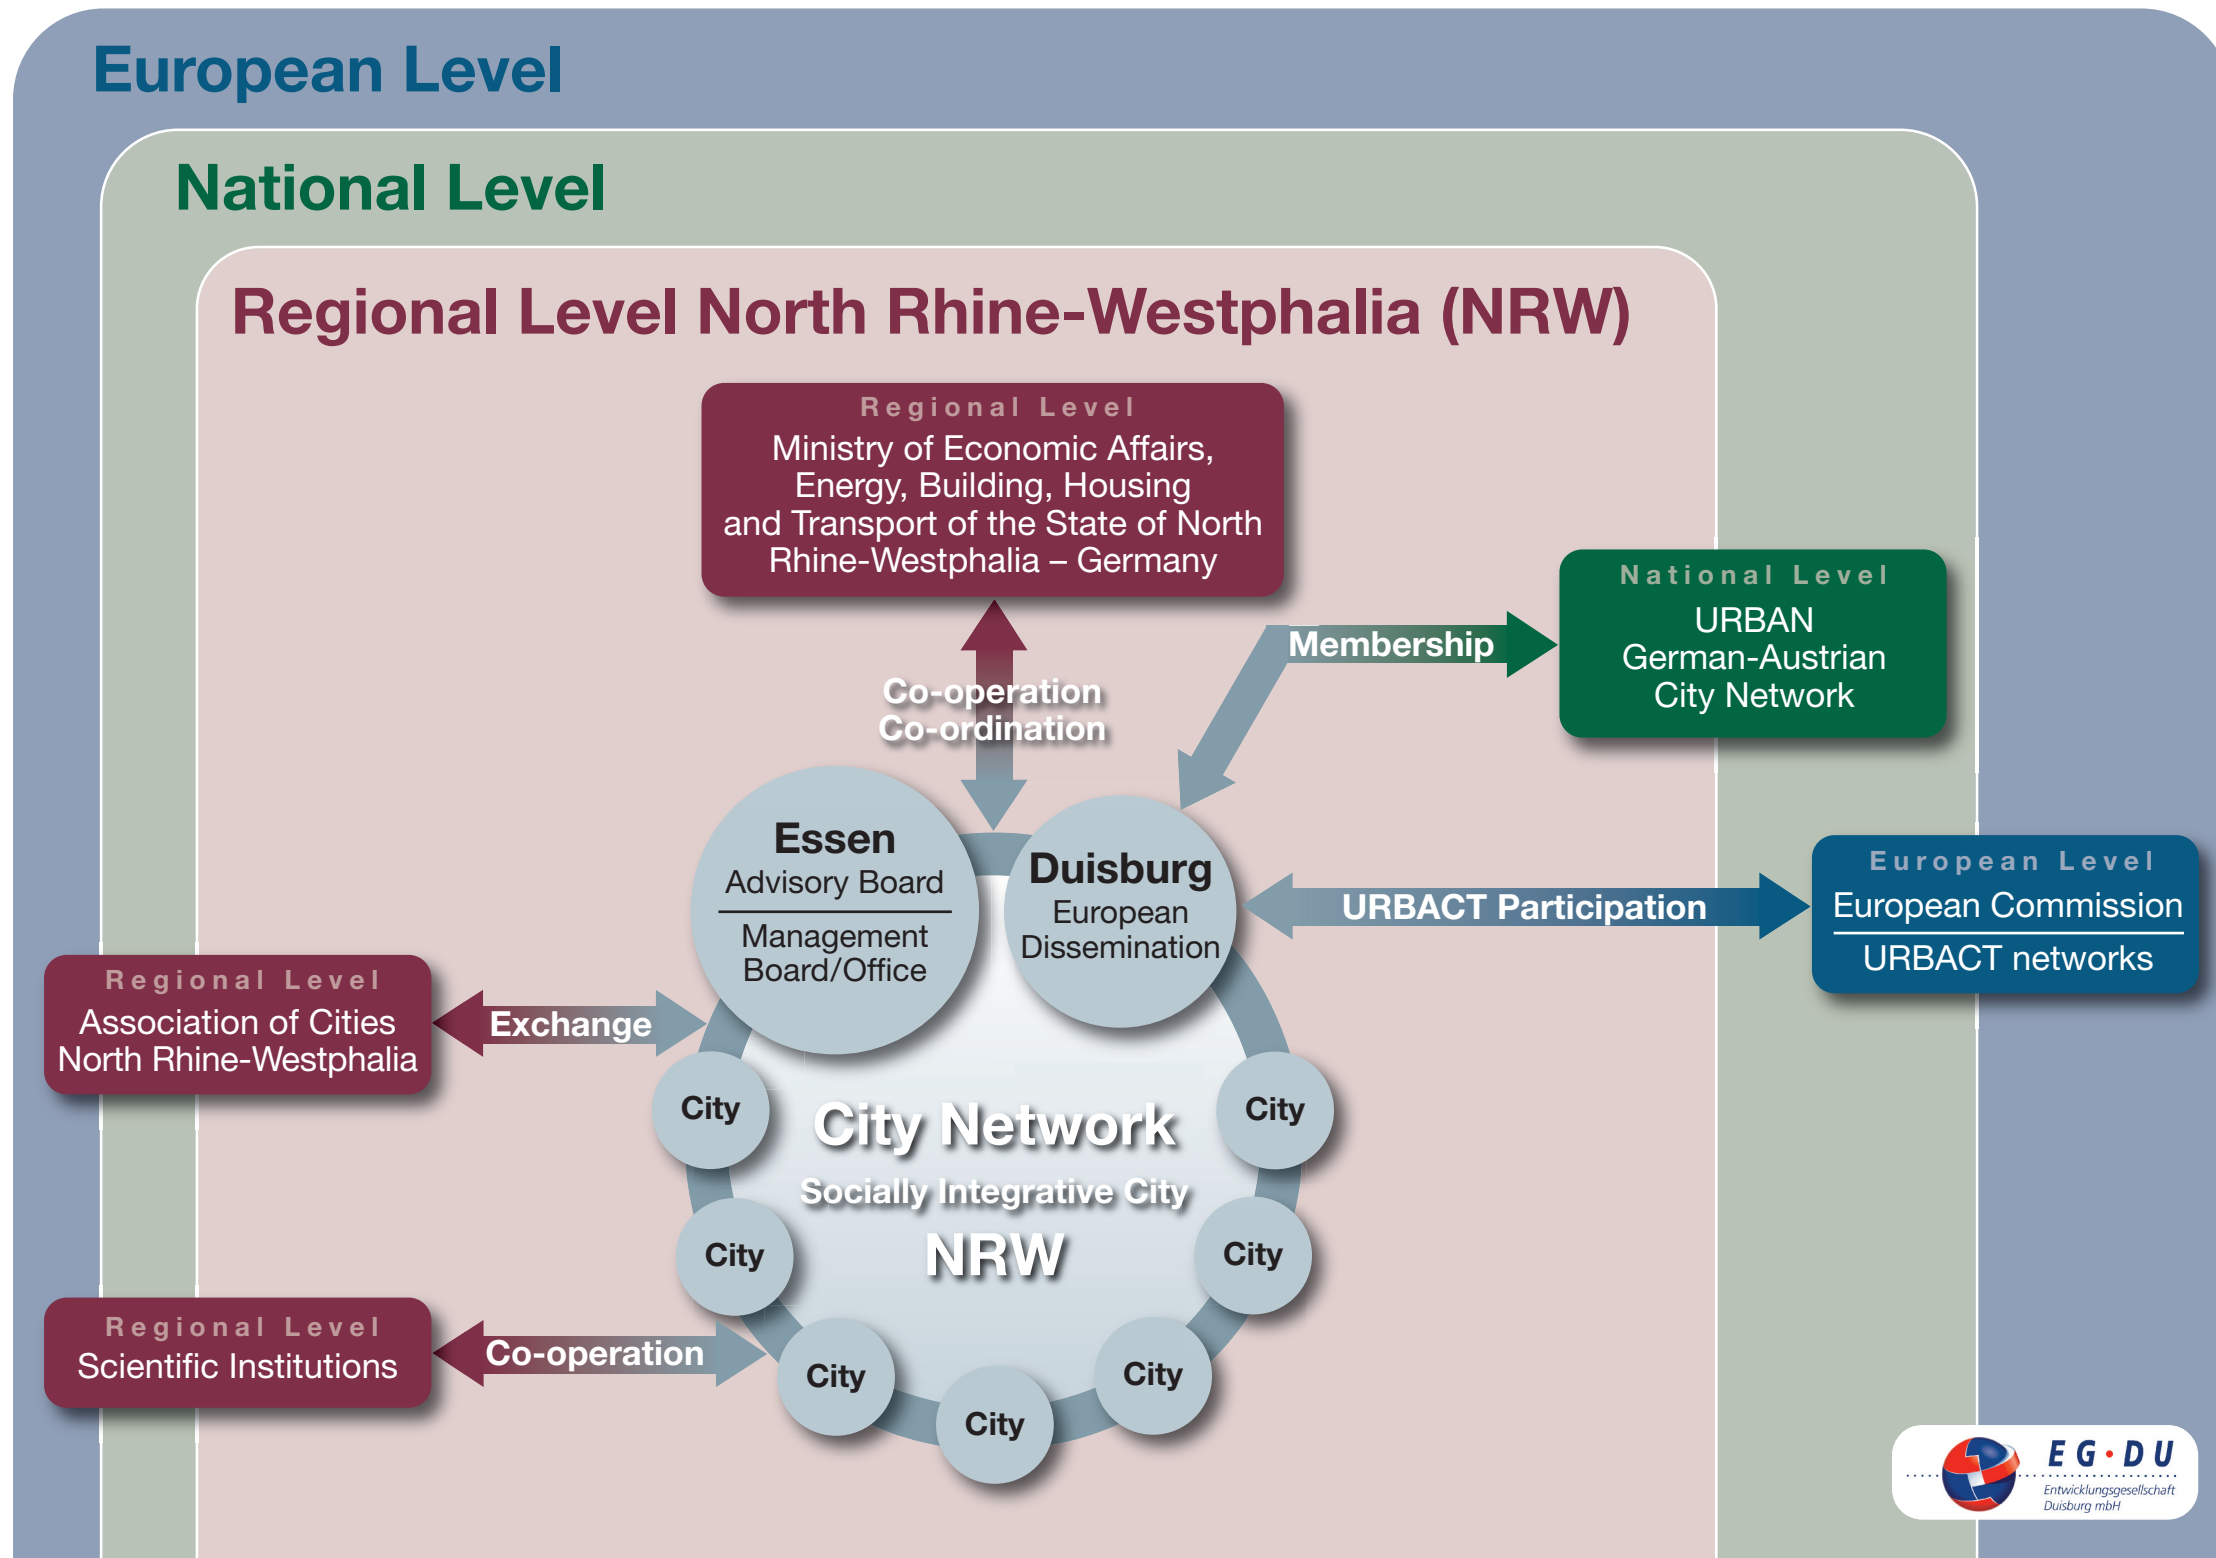 European Level
National Level
Regional Level North Rhine-Westphalia (NRW)
Regional Level
Ministry of Economic Affairs,
Energy, Building, Housing
and Transport of the State of North
Rhine-Westphalia – Germany
National Level
URBAN
German-Austrian
City Network
Membership
Co-operation
Co-ordination
Essen
Advisory Board
Management
Board/Office
Duisburg
European
Dissemination
URBACT Participation
European Level
European Commission
URBACT networks
Regional Level
Association of Cities
North Rhine-Westphalia
Exchange
City
City
City Network
Socially Integrative City
NRW
City
City
Regional Level
Scientific Institutions
Co-operation
City
City
City
EG·DU
Entwicklungsgesellschaft
Duisburg mbH